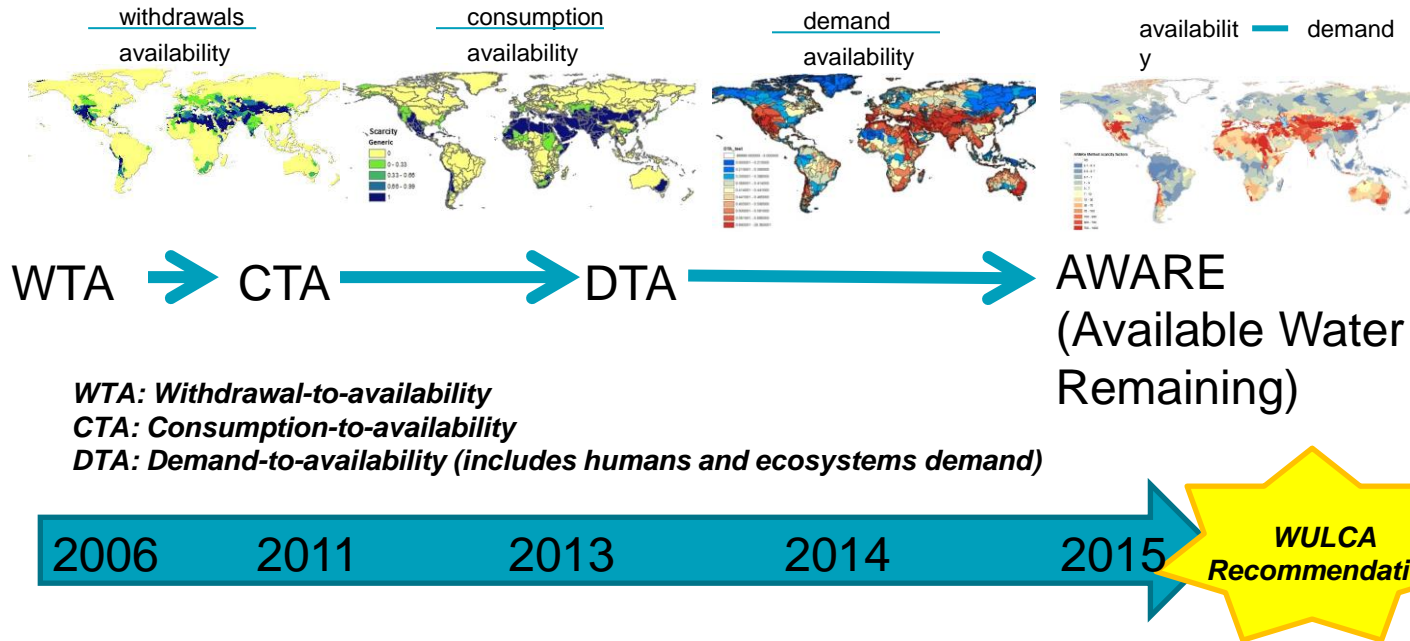 withdrawals
availability
consumption
availability
demand
availability
availabilit
y
demand
Scarcity
Generic
0
0 - 0.33
0.33 - 0.66
0.66 - 0.99
1
WTA
CTA
DTA
AWARE
(Available Water
Remaining)
WTA: Withdrawal-to-availability
CTA: Consumption-to-availability
DTA: Demand-to-availability (includes humans and ecosystems demand)
2006
2011
2013
2014
2015
WULCA
Recommendati